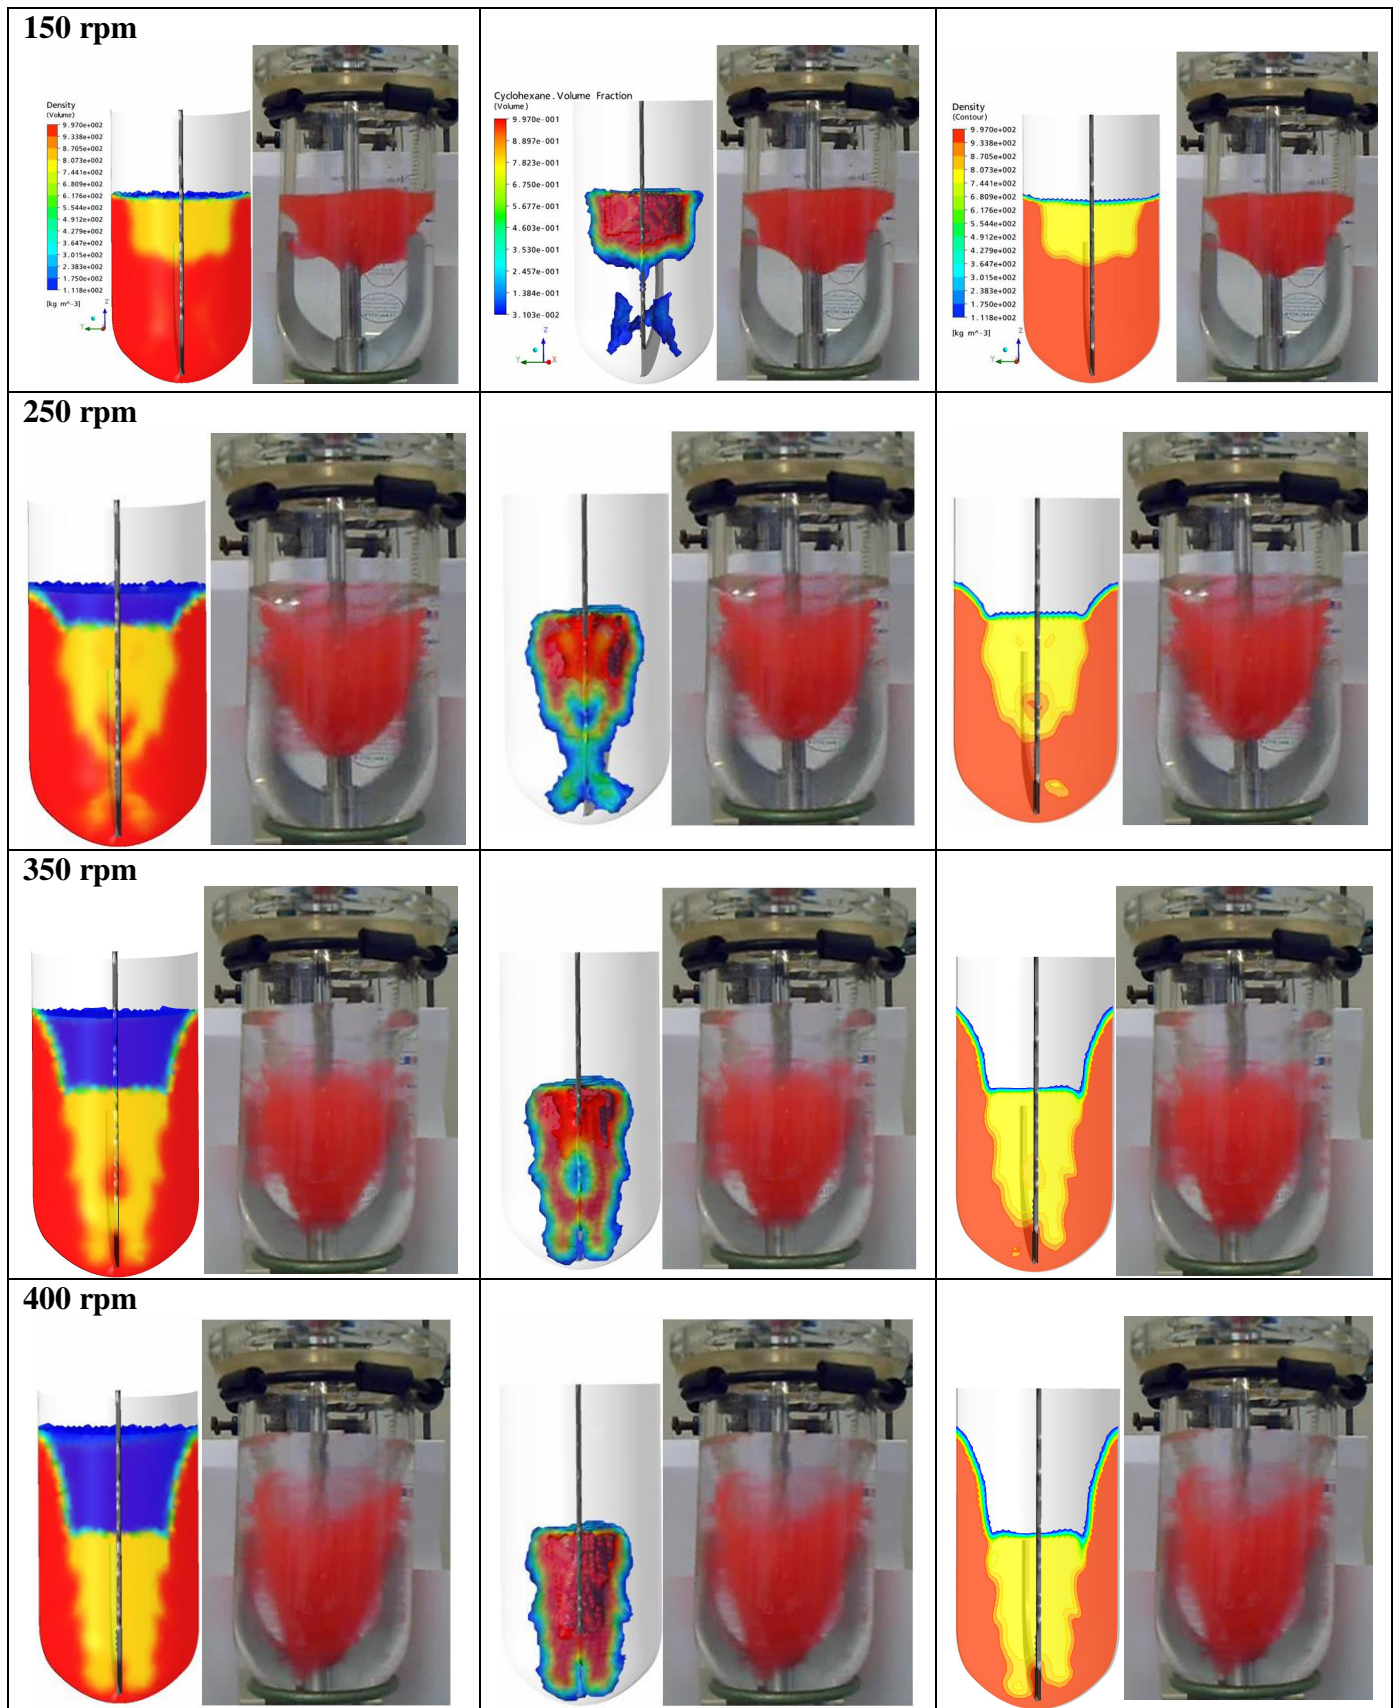 150 rpm
Density
(Volume)
9.970e+002
9.338e+002
8.705e+002
8.073e+002
7.441e+002
6.809e+002
6.176e+002
5.544e+002
4.912e+002
4.279e+002
3.647e+002
3.015e+002
2.383e+002
1.750e+002
1.118e+002
[kg m^-3]
Z
Y
Cyclohexane.Volume Fraction
(Volume)
9.970e-001
8.897e-001
7.823e-001
6.750e-001
5.677e-001
4.603e-001
3.530e-001
2.457e-001
1.384e-001
3.103e-002
Z
Y
X
Density
(Contour)
9.970e+002
9.338e+002
8.705e+002
8.073e+002
7.441e+002
6.809e+002
6.176e+002
5.544e+002
4.912e+002
4.279e+002
3.647e+002
3.015e+002
2.383e+002
1.750e+002
1.118e+002
[kg m^-3]
Z
Y
250 rpm
350 rpm
400 rpm